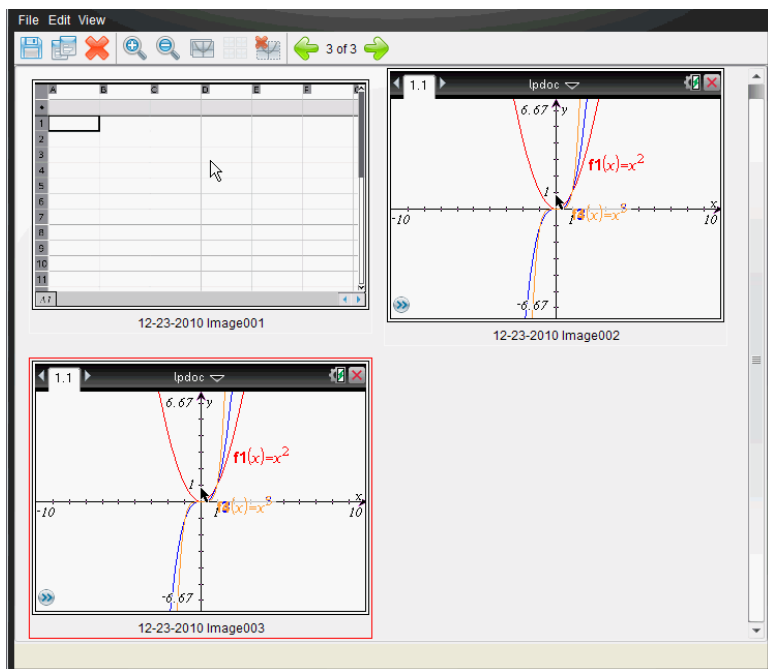 File Edit View
3 of 3
A B C D E F
1
2
3
4
5
6
7
8
9
10
11
A1
12-23-2010 Image001
1.1 lpdoc
6.67 y
f1(x)=x²
1
x
-10 1 10
-6.67
12-23-2010 Image002
1.1 lpdoc
6.67 y
f1(x)=x²
1
x
-10 1 10
-6.67
12-23-2010 Image003